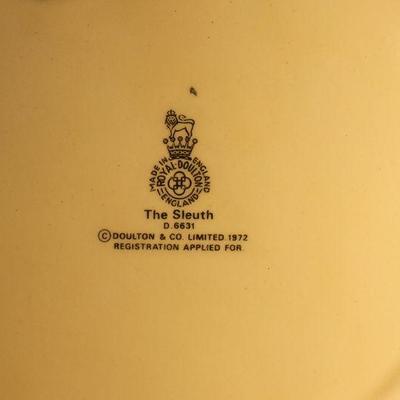 MADE IN ENGLAND
ROYAL·DOULTON
ENGLAND
The Sleuth
D.6631
© DOULTON & CO. LIMITED 1972
REGISTRATION APPLIED FOR.